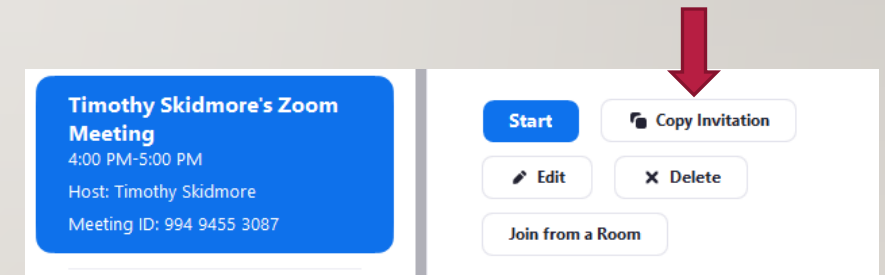 Timothy Skidmore's Zoom
Meeting
4:00 PM-5:00 PM
Host: Timothy Skidmore
Meeting ID: 994 9455 3087
Start
Copy Invitation
Edit
Delete
Join from a Room